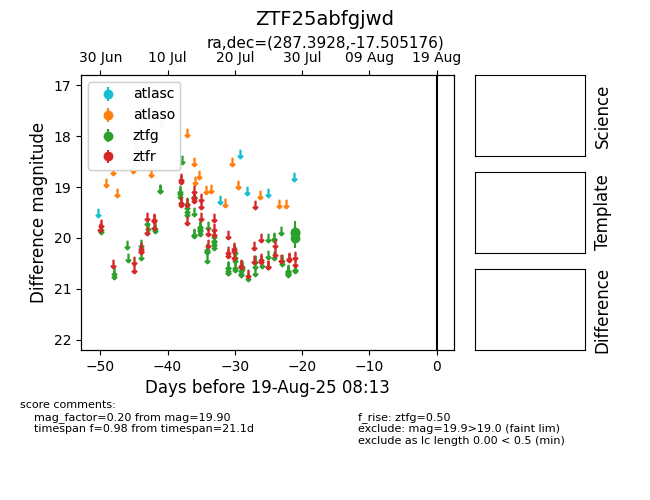 ZTF25abfgjwd
ra,dec=(287.3928,-17.505176)
30 Jun 10 Jul 20 Jul 30 Jul 09 Aug 19 Aug
17
18
19
20
21
22
Difference magnitude
atlasc
atlaso
ztfg
ztfr
−50 −40 −30 −20 −10 0
Days before 19-Aug-25 08:13
Science
Template
Difference
score comments:
mag_factor=0.20 from mag=19.90
timespan f=0.98 from timespan=21.1d
f_rise: ztfg=0.50
exclude: mag=19.9>19.0 (faint lim)
exclude as lc length 0.00 < 0.5 (min)